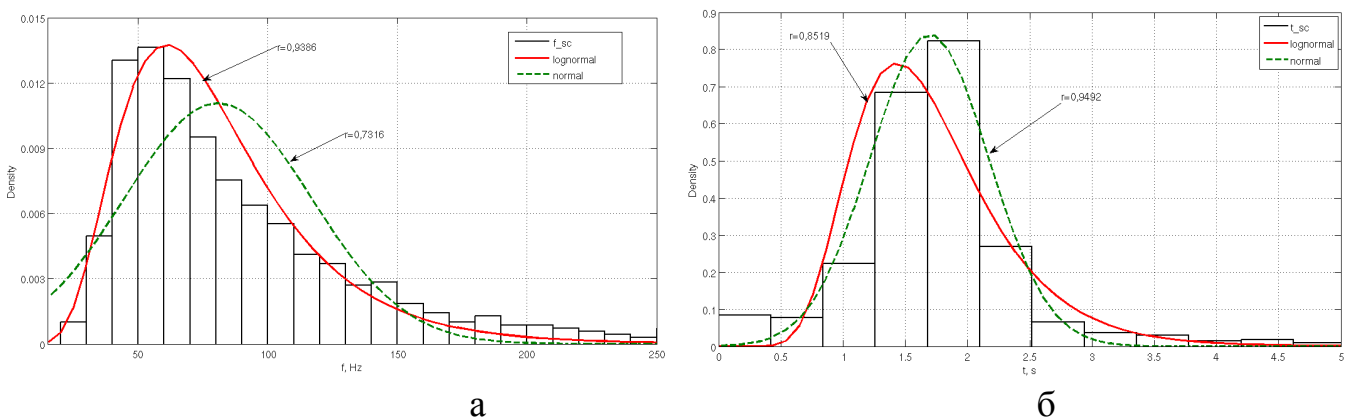 0.015
0.012
0.009
0.006
0.003
0
Density
50
100
150
200
250
f, Hz
r=0,9386
r=0,7316
f_sc
lognormal
normal
а
0.9
0.8
0.7
0.6
0.5
0.4
0.3
0.2
0.1
0
Density
0
0.5
1
1.5
2
2.5
3
3.5
4
4.5
5
t, s
r=0,8519
r=0,9492
t_sc
lognormal
normal
б